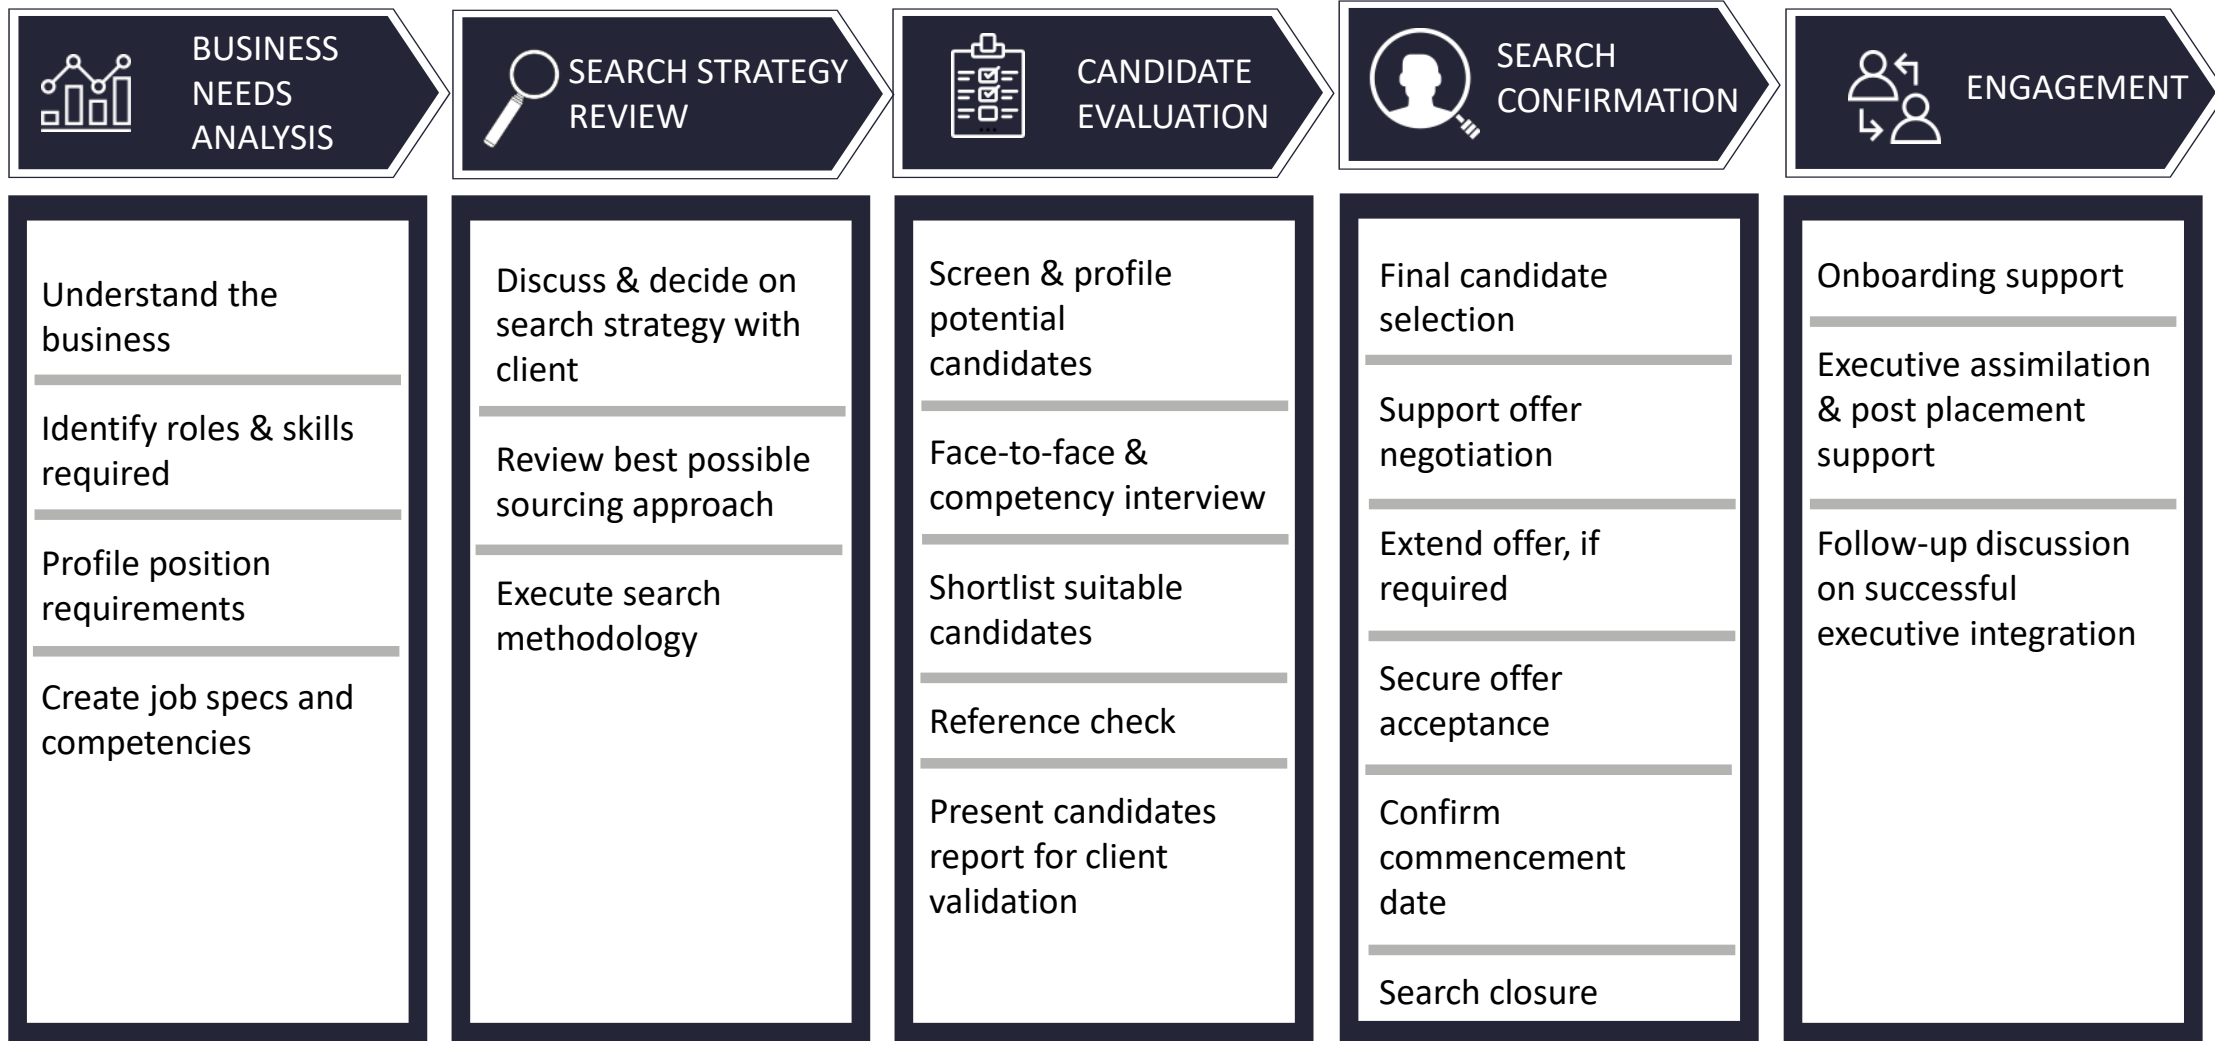 BUSINESS
NEEDS
ANALYSIS
SEARCH STRATEGY
REVIEW
CANDIDATE
EVALUATION
SEARCH
CONFIRMATION
ENGAGEMENT
Understand the
business
Identify roles & skills
required
Profile position
requirements
Create job specs and
competencies
Discuss & decide on
search strategy with
client
Review best possible
sourcing approach
Execute search
methodology
Screen & profile
potential
candidates
Face-to-face &
competency interview
Shortlist suitable
candidates
Reference check
Present candidates
report for client
validation
Final candidate
selection
Support offer
negotiation
Extend offer, if
required
Secure offer
acceptance
Confirm
commencement
date
Search closure
Onboarding support
Executive assimilation
& post placement
support
Follow-up discussion
on successful
executive integration